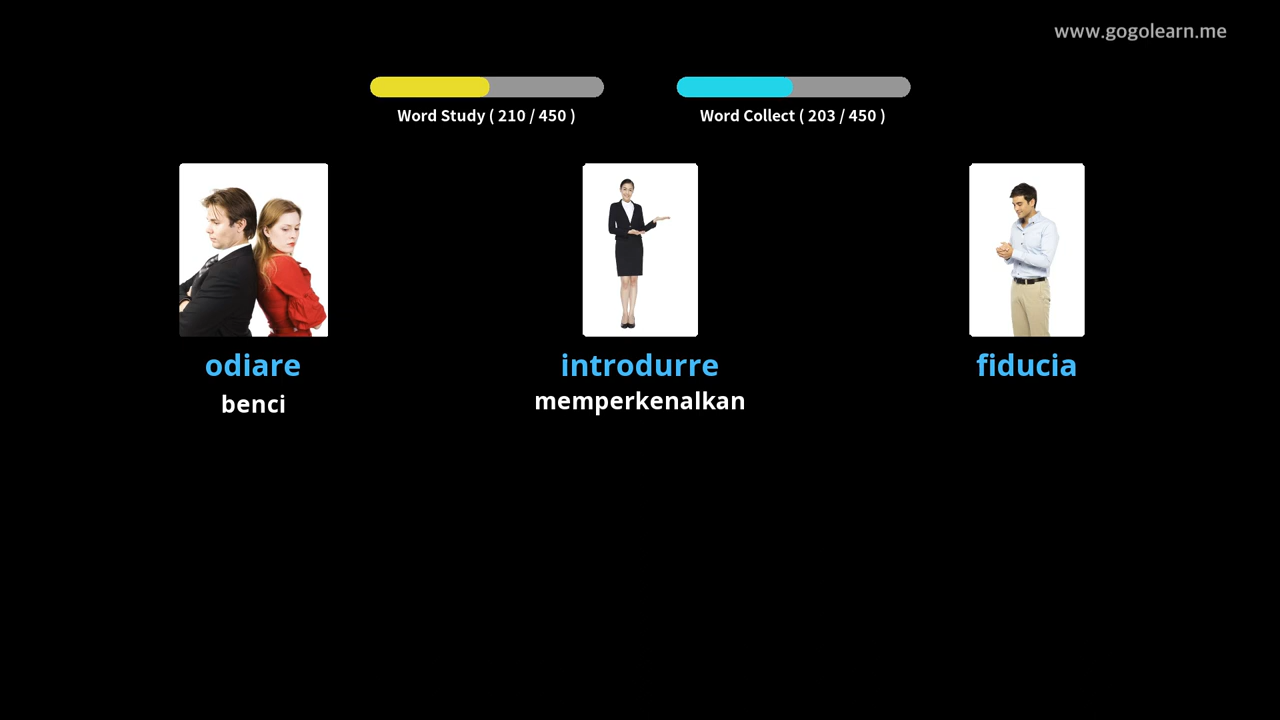 www.gogolearn.me
Word Study ( 210 / 450 )
Word Collect ( 203 / 450 )
odiare
introdurre
fiducia
benci
memperkenalkan